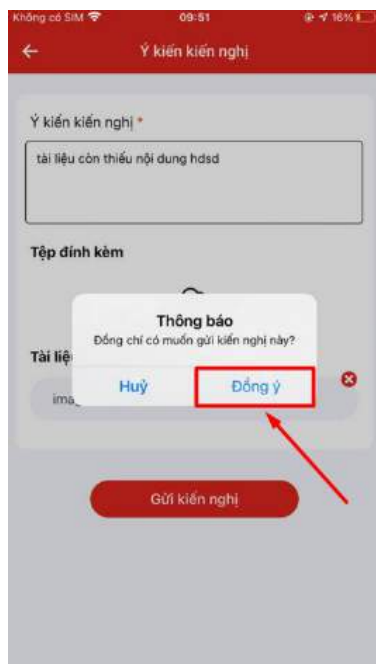 Không có SIM 09:51 16%
Ý kiến kiến nghị
Ý kiến kiến nghị *
tài liệu còn thiếu nội dung hdsd
Tệp đính kèm
Thông báo
Đồng chí có muốn gửi kiến nghị này?
Tài liệ
Huỷ Đồng ý
ima
Gửi kiến nghị